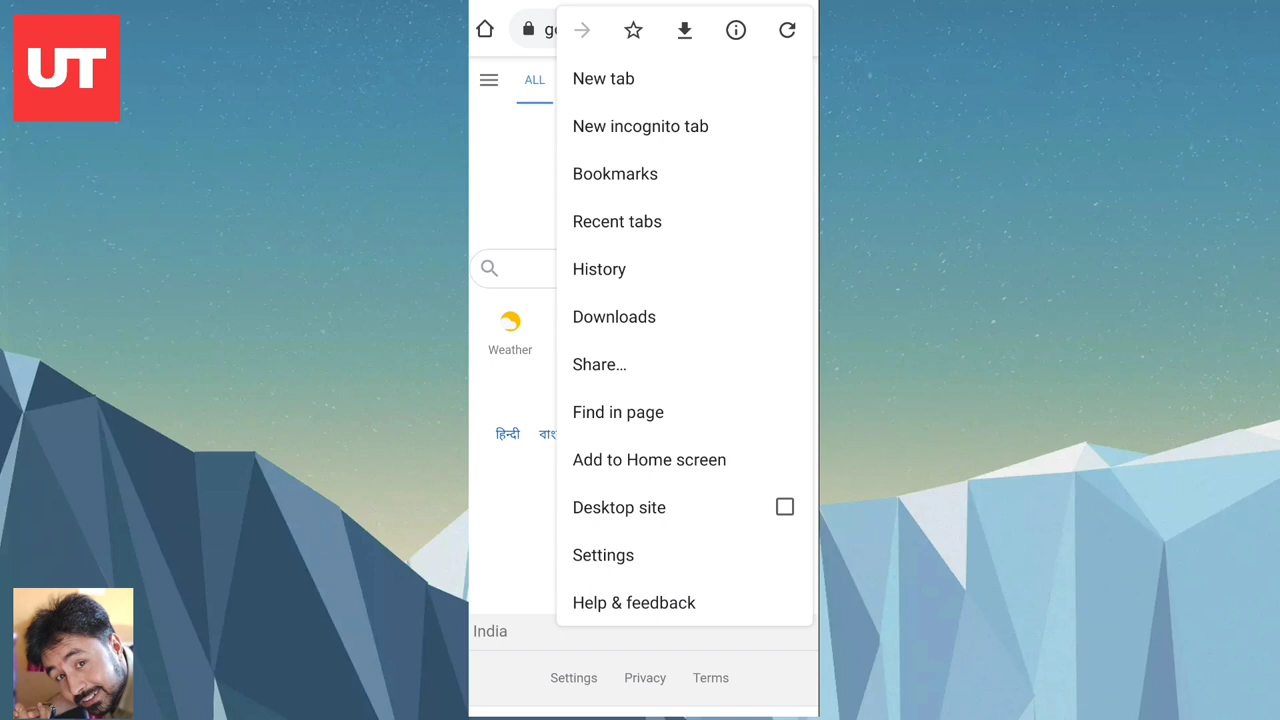 UT
go
ALL
New tab
New incognito tab
Bookmarks
Recent tabs
History
Downloads
Share...
Find in page
Add to Home screen
Desktop site
Settings
Help & feedback
Weather
हिन्दी
India
Settings Privacy Terms